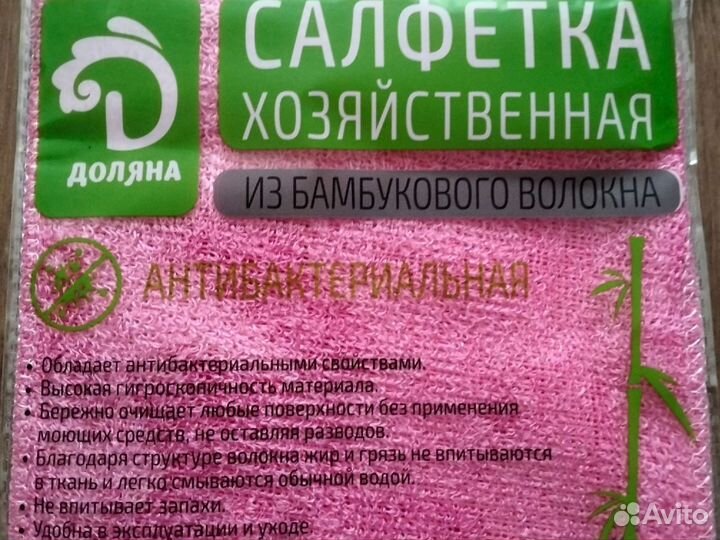 САЛФЕТКА
ХОЗЯЙСТВЕННАЯ
ДОЛЯНА
ИЗ БАМБУКОВОГО ВОЛОКНА
АНТИБАКТЕРИАЛЬНАЯ
• Обладает антибактериальными свойствами.
• Высокая гигроскопичность материала.
• Бережно очищает любые поверхности без применения
моющих средств, не оставляя разводов.
• Благодаря структуре волокна жир и грязь не впитываются
в ткань и легко смываются обычной водой.
• Не впитывает запахи.
• Удобна в эксплуатации и уходе.
Avito